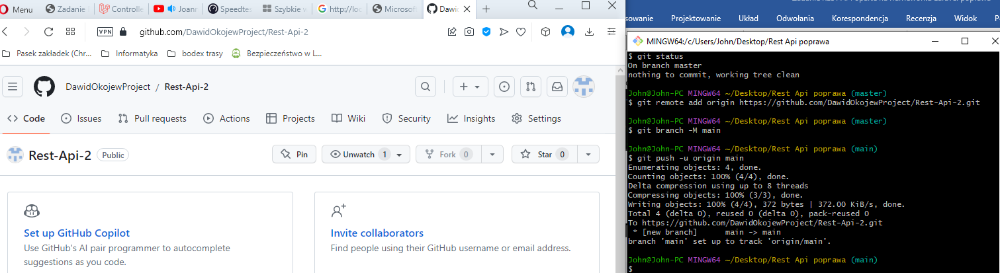 Menu
Zadanie
Controlle
Joann
Speedtes
Szybkie w
http://loc
Microsoft
Dawid
VPN
github.com/DawidOkojewProject/Rest-Api-2
Pasek zakładek (Chr...
Informatyka
bodex trasy
Bezpieczeństwo w L...
DawidOkojewProject / Rest-Api-2
Code
Issues
Pull requests
Actions
Projects
Wiki
Security
Insights
Settings
Rest-Api-2
Public
Pin
Unwatch 1
Fork 0
Star 0
Set up GitHub Copilot
Use GitHub's AI pair programmer to autocomplete
suggestions as you code.
Invite collaborators
Find people using their GitHub username or email address.
sowanie
Projektowanie
Układ
Odwołania
Korespondencja
Recenzja
Widok
MINGW64:/c/Users/John/Desktop/Rest Api poprawa
$ git status
On branch master
nothing to commit, working tree clean
John@John-PC MINGW64 ~/Desktop/Rest Api poprawa (master)
$ git remote add origin https://github.com/DawidOkojewProject/Rest-Api-2.git
John@John-PC MINGW64 ~/Desktop/Rest Api poprawa (master)
$ git branch -M main
John@John-PC MINGW64 ~/Desktop/Rest Api poprawa (main)
$ git push -u origin main
Enumerating objects: 4, done.
Counting objects: 100% (4/4), done.
Delta compression using up to 8 threads
Compressing objects: 100% (3/3), done.
Writing objects: 100% (4/4), 372 bytes | 372.00 KiB/s, done.
Total 4 (delta 0), reused 0 (delta 0), pack-reused 0
To https://github.com/DawidOkojewProject/Rest-Api-2.git
 * [new branch]      main -> main
branch 'main' set up to track 'origin/main'.
John@John-PC MINGW64 ~/Desktop/Rest Api poprawa (main)
$